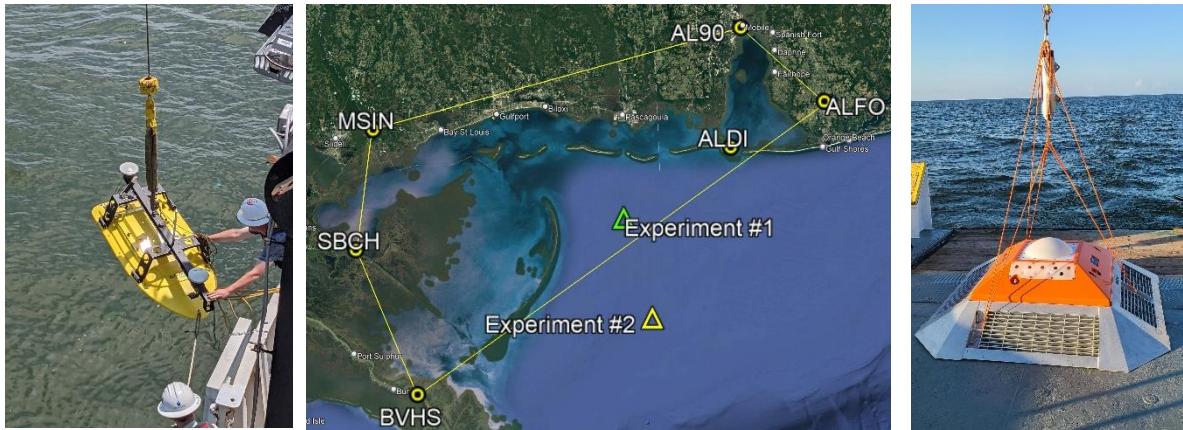 AL90
Mobile
Spanish Fort
Daphne
Fairhope
ALFO
MSIN
Biloxi
Gulfport
Pascagoula
Slidell
Bay St Louis
ALDI
Orange Beach
Gulf Shores
Experiment #1
SBCH
Experiment #2
Port Sulphur
BVHS